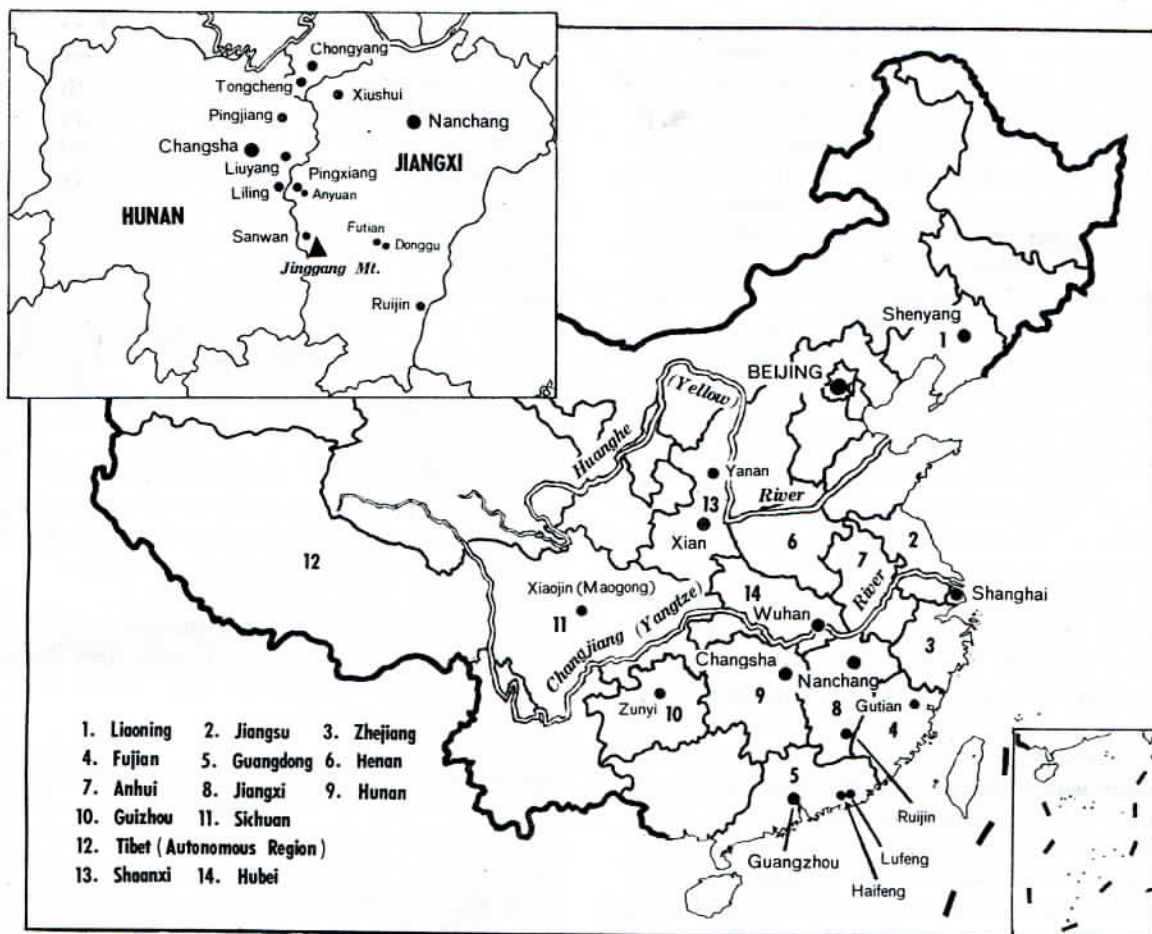 Chongyang
Tongcheng
Xiushui
Pingjiang
Nanchang
Changsha
JIANGXI
Liuyang
Pingxiang
Liling
Anyuan
HUNAN
Sanwan
Futian
Donggu
Jinggang Mt.
Ruijin
Shenyang
1
BEIJING
(Yellow)
Huanghe
River
Yanan
13
Xian
6
2
7
12
Xiaojin (Maogong)
11
14
Wuhan
River
Shanghai
Changjiang (Yangtze)
3
Changsha
Nanchang
9
8
Gutian
4
Zunyi
10
5
Ruijin
Guangzhou
Lufeng
Haifeng
1. Liaoning 2. Jiangsu 3. Zhejiang
4. Fujian 5. Guangdong 6. Henan
7. Anhui 8. Jiangxi 9. Hunan
10. Guizhou 11. Sichuan
12. Tibet (Autonomous Region)
13. Shaanxi 14. Hubei